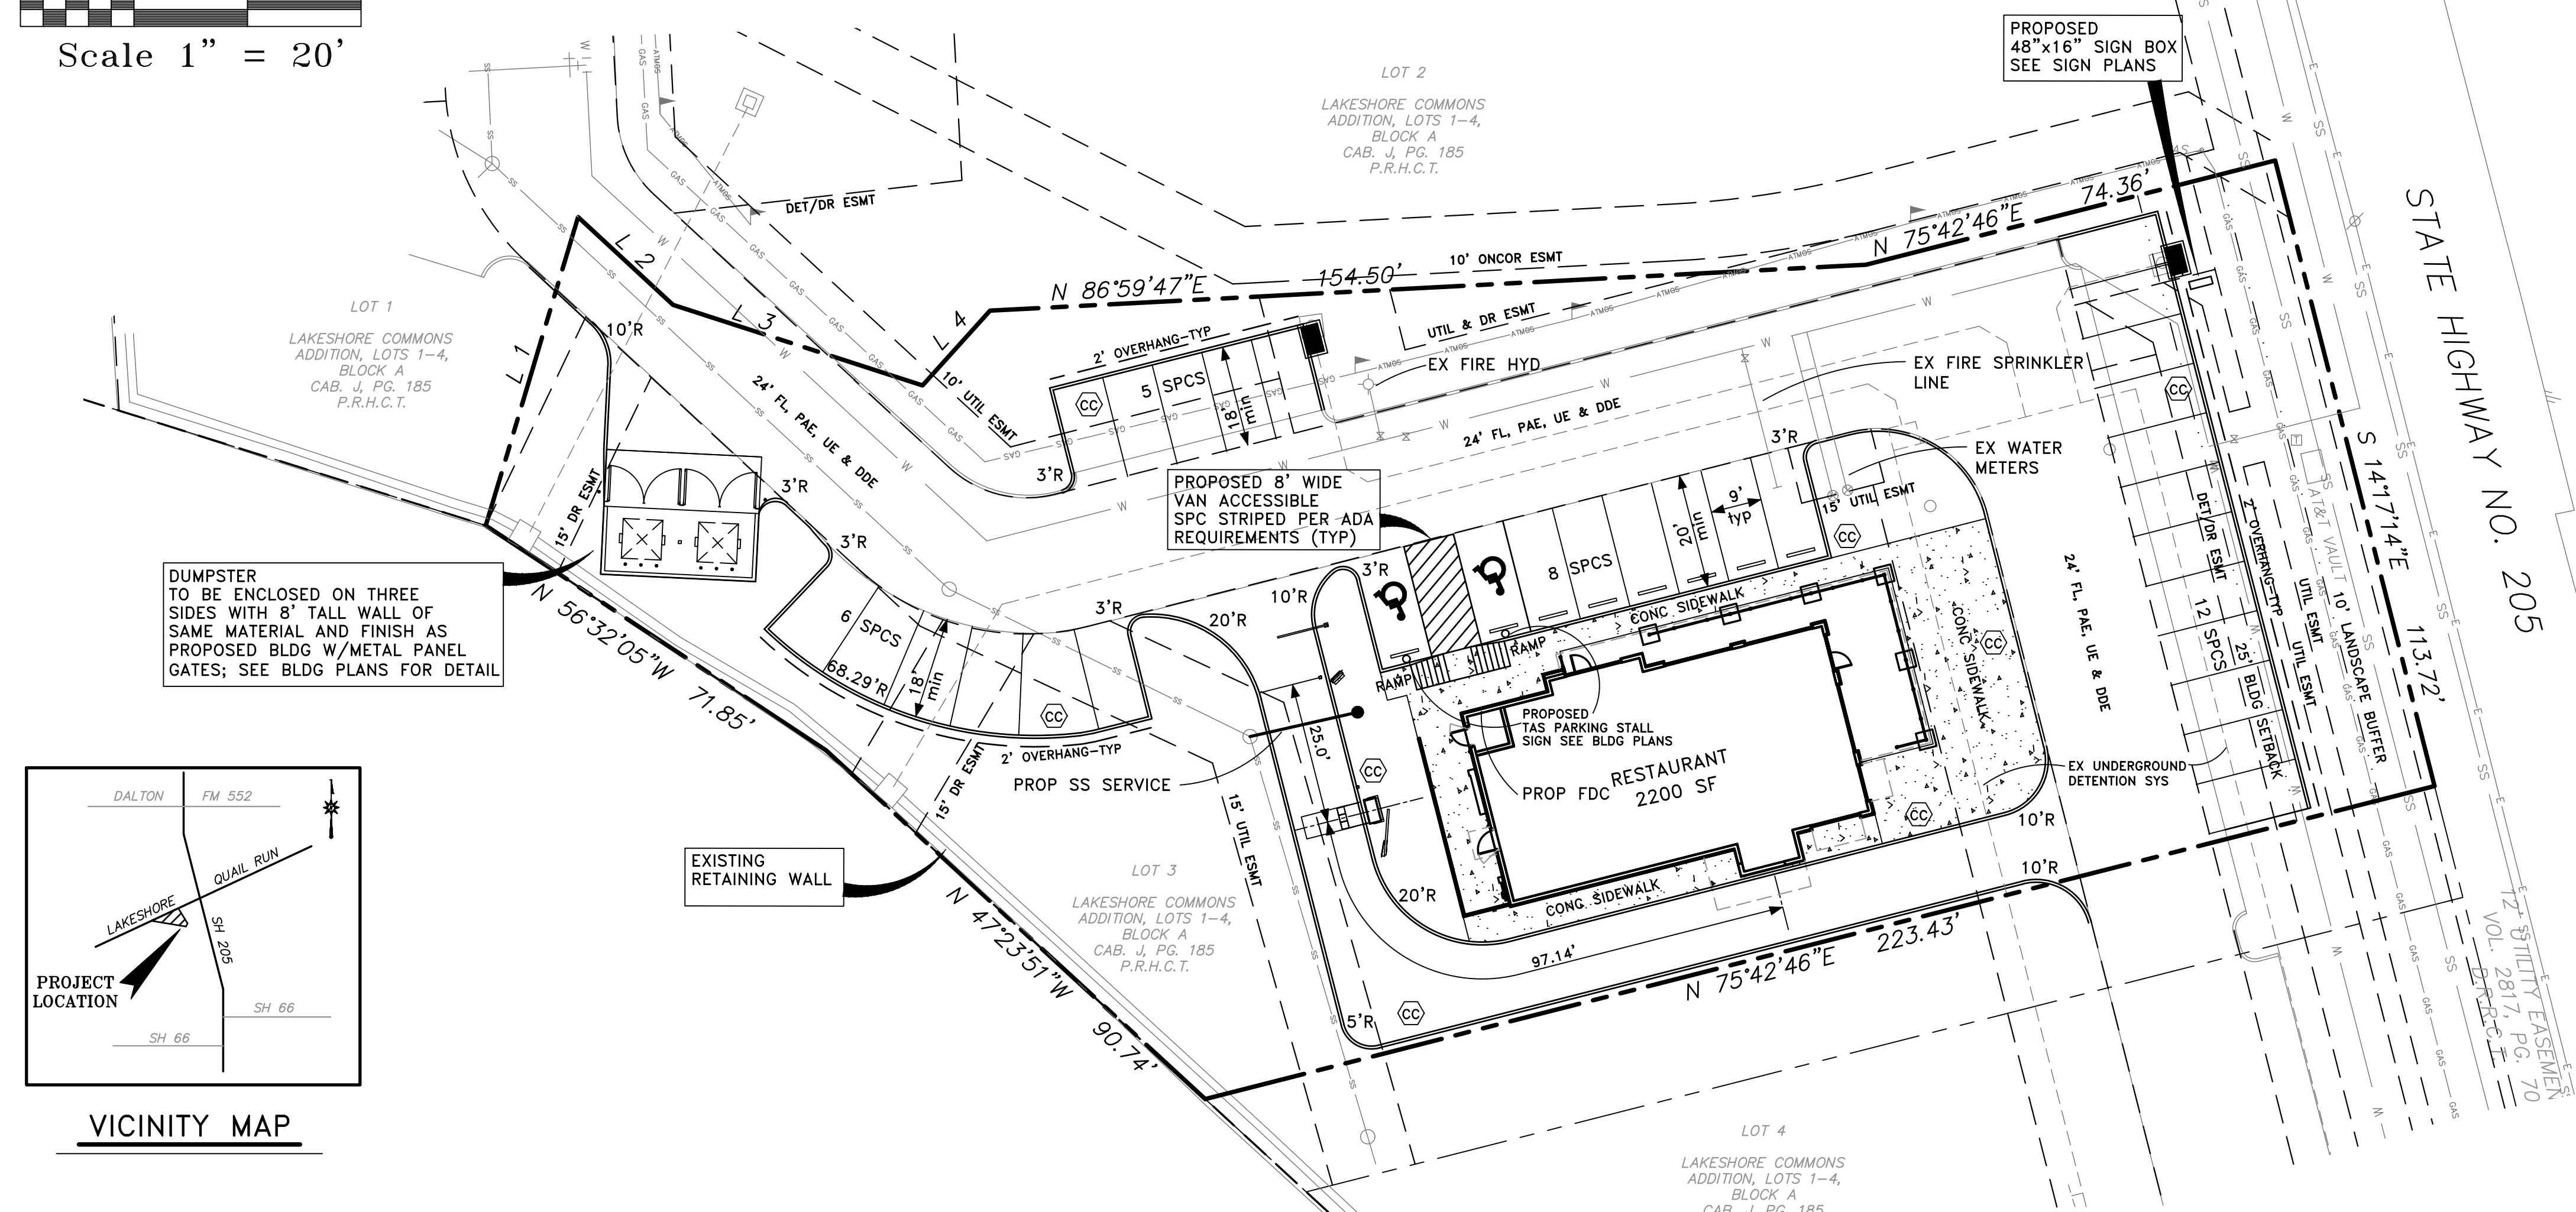 Scale 1" = 20'
PROPOSED
48"x16" SIGN BOX
SEE SIGN PLANS
LOT 2
LAKESHORE COMMONS
ADDITION, LOTS 1-4,
BLOCK A
CAB. J, PG. 185
P.R.H.C.T.
DET/DR ESMT
74.36'
N 75°42'46"E
STATE HIGHWAY NO. 205
10' ONCOR ESMT
N 86°59'47"E 154.50'
L 1
L 2
L 3
L 4
LOT 1
LAKESHORE COMMONS
ADDITION, LOTS 1-4,
BLOCK A
CAB. J, PG. 185
P.R.H.C.T.
10'R
2' OVERHANG-TYP
UTIL & DR ESMT
5 SPCS
18'
min
CC
EX FIRE HYD
EX FIRE SPRINKLER
LINE
CC
24' FL, PAE, UE & DDE
10' UTIL ESMT
24' FL, PAE, UE & DDE
3'R
3'R
EX WATER
METERS
15' UTIL ESMT
CC
PROPOSED 8' WIDE
VAN ACCESSIBLE
SPC STRIPED PER ADA
REQUIREMENTS (TYP)
20'
min
9'
typ
8 SPCS
15' DR ESMT
3'R
3'R
DUMPSTER
TO BE ENCLOSED ON THREE
SIDES WITH 8' TALL WALL OF
SAME MATERIAL AND FINISH AS
PROPOSED BLDG W/METAL PANEL
GATES; SEE BLDG PLANS FOR DETAIL
N 56°32'05"W
71.85'
6 SPCS
68.29'R
18'
min
CC
3'R
20'R
10'R
3'R
RAMP
RAMP
CONC SIDEWALK
CONC SIDEWALK
CC
24' FL, PAE, UE & DDE
DET/DR ESMT
2' OVERHANG-TYP
UTIL ESMT
UTIL ESMT
AT&T VAULT
10' LANDSCAPE BUFFER
S 14°17'14"E
113.72'
12 SPCS
25' BLDG SETBACK
2' OVERHANG-TYP
15' DR ESMT
PROP SS SERVICE
25.0'
CC
PROPOSED
TAS PARKING STALL
SIGN SEE BLDG PLANS
RESTAURANT
2200 SF
PROP FDC
EX UNDERGROUND
DETENTION SYS
CC
10'R
10'R
15' UTIL ESMT
EXISTING
RETAINING WALL
20'R
CONC SIDEWALK
97.14'
N 75°42'46"E 223.43'
N 47°23'51"W
90.74'
LOT 3
LAKESHORE COMMONS
ADDITION, LOTS 1-4,
BLOCK A
CAB. J, PG. 185
P.R.H.C.T.
5'R
CC
72' UTILITY EASEMEN
VOL. 2817, PG. 70
D.R.R.C.T.
LOT 4
LAKESHORE COMMONS
ADDITION, LOTS 1-4,
BLOCK A
CAB. J, PG. 185
DALTON
FM 552
LAKESHORE
QUAIL RUN
SH 205
PROJECT
LOCATION
SH 66
SH 66
VICINITY MAP